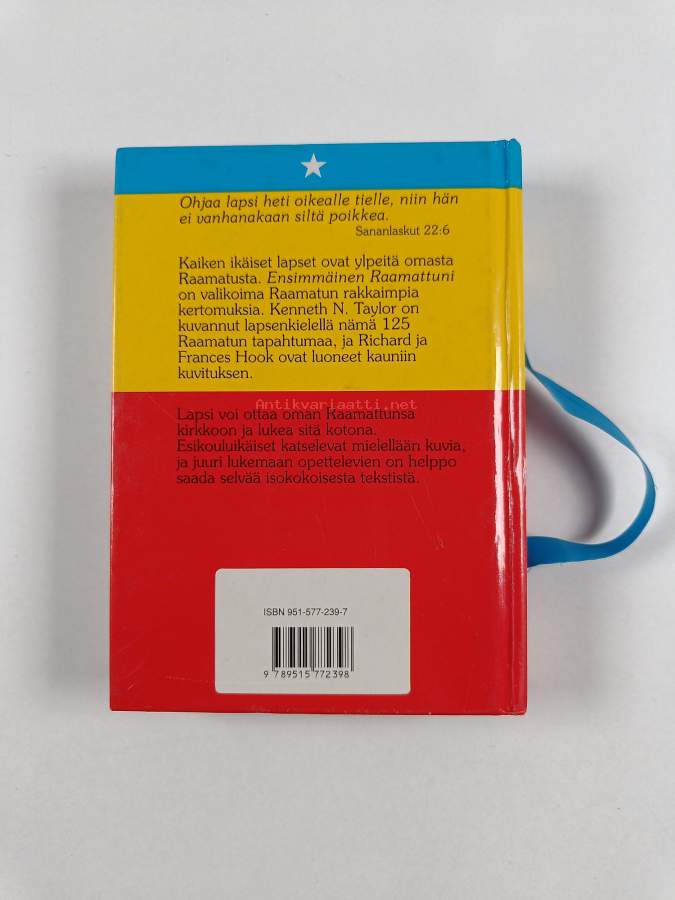 Ohjaa lapsi heti oikealle tielle, niin hän
ei vanhanakaan siltä poikkea.
Sananlaskut 22:6
Kaiken ikäiset lapset ovat ylpeitä omasta
Raamatusta. Ensimmäinen Raamattuni
on valikoima Raamatun rakkaimpia
kertomuksia. Kenneth N. Taylor on
kuvannut lapsenkielellä nämä 125
Raamatun tapahtumaa, ja Richard ja
Frances Hook ovat luoneet kauniin
kuvituksen.
Antikvariaatti.net
Lapsi voi ottaa oman Raamattunsa
kirkkoon ja lukea sitä kotona.
Esikouluikäiset katselevat mielellään kuvia,
ja juuri lukemaan opettelevien on helppo
saada selvää isokokoisesta tekstistä.
ISBN 951-577-239-7
9 789515 772398